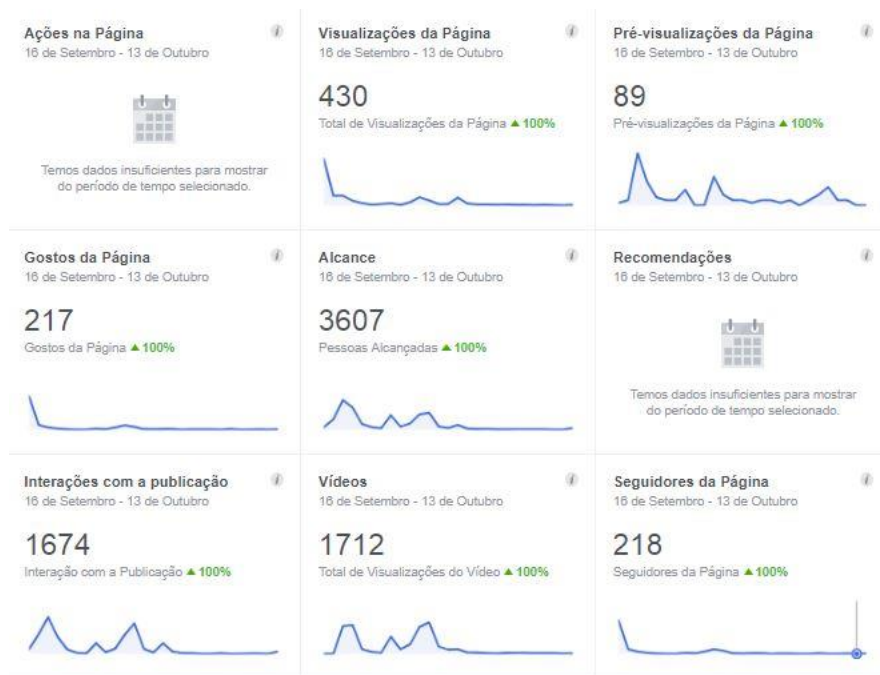 Ações na Página
16 de Setembro - 13 de Outubro
Temos dados insuficientes para mostrar
do período de tempo selecionado.
Visualizações da Página
16 de Setembro - 13 de Outubro
430
Total de Visualizações da Página ▲ 100%
Pré-visualizações da Página
16 de Setembro - 13 de Outubro
89
Pré-visualizações da Página ▲ 100%
Gostos da Página
16 de Setembro - 13 de Outubro
217
Gostos da Página ▲ 100%
Alcance
16 de Setembro - 13 de Outubro
3607
Pessoas Alcançadas ▲ 100%
Recomendações
16 de Setembro - 13 de Outubro
Temos dados insuficientes para mostrar
do período de tempo selecionado.
Interações com a publicação
16 de Setembro - 13 de Outubro
1674
Interação com a Publicação ▲ 100%
Vídeos
16 de Setembro - 13 de Outubro
1712
Total de Visualizações do Vídeo ▲ 100%
Seguidores da Página
16 de Setembro - 13 de Outubro
218
Seguidores da Página ▲ 100%